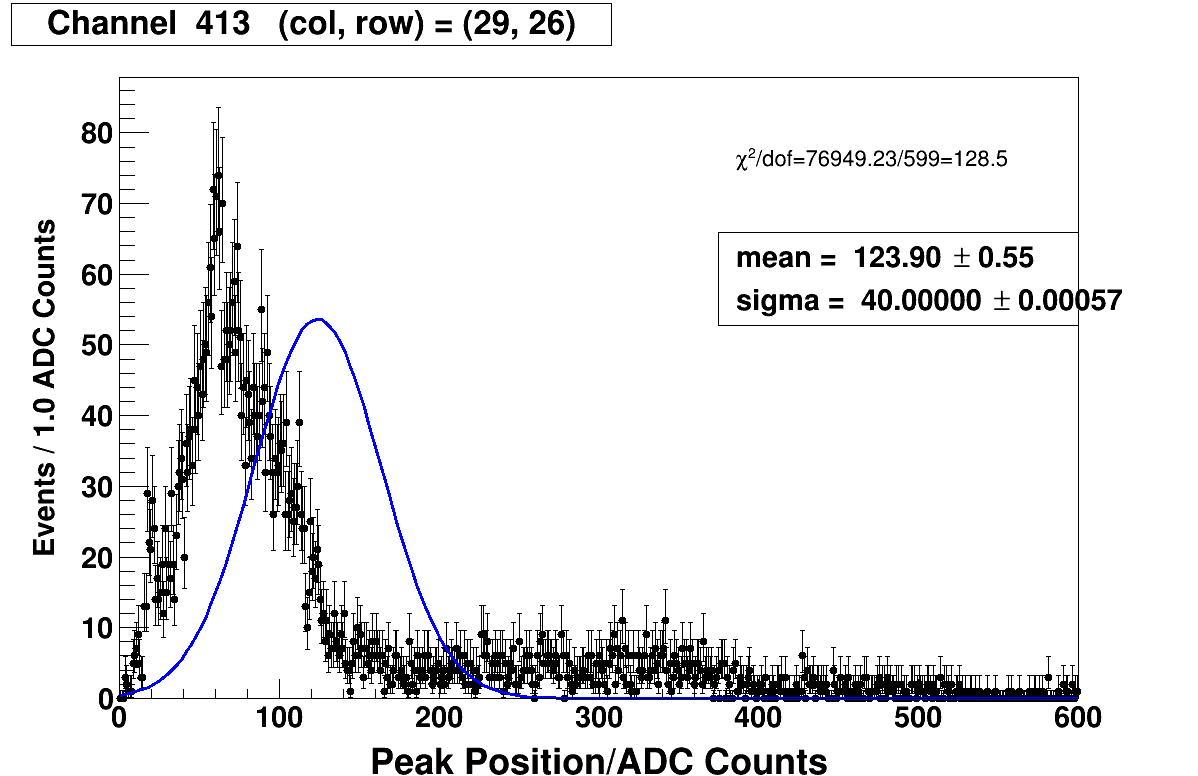 Channel  413   (col, row) = (29, 26)
χ²/dof=76949.23/599=128.5
mean =  123.90 ± 0.55
sigma =  40.00000 ± 0.00057
Events / 1.0 ADC Counts
80
70
60
50
40
30
20
10
0
0 100 200 300 400 500 600
Peak Position/ADC Counts